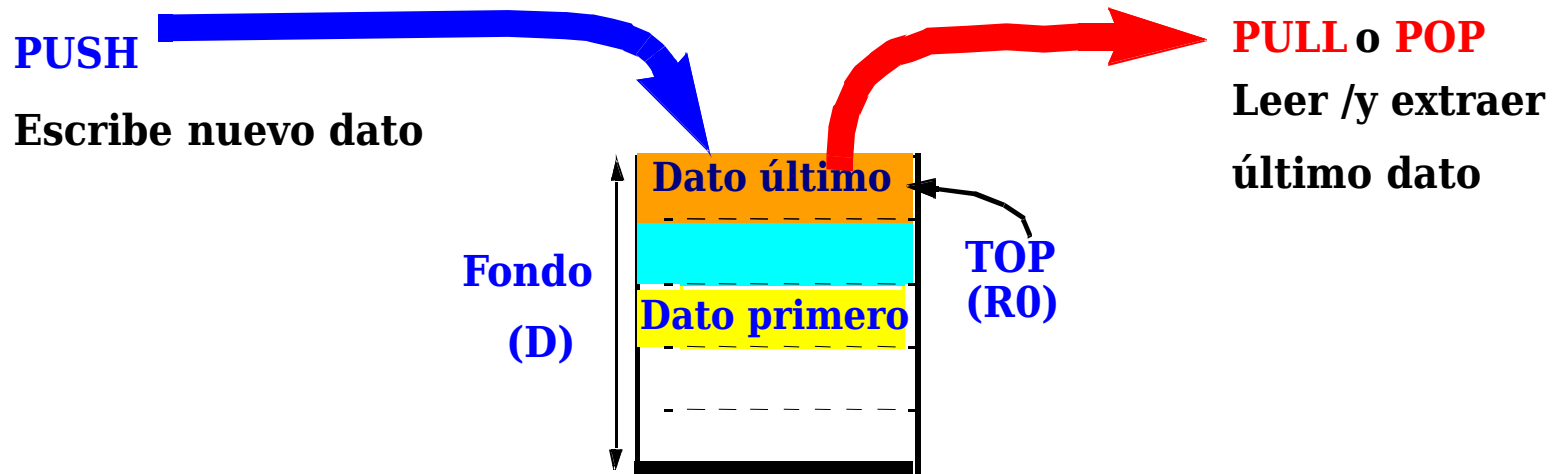 PUSH
Escribe nuevo dato
PULL o POP
Leer /y extraer
último dato
Dato último
Fondo
(D)
TOP
(R0)
Dato primero